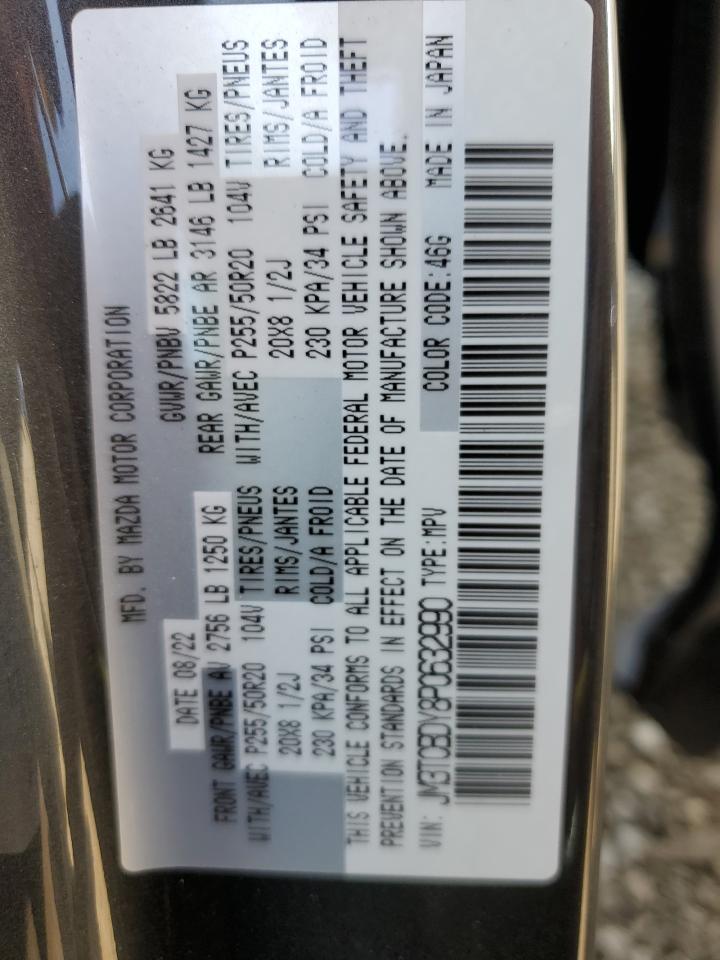 MFD. BY MAZDA MOTOR CORPORATION
DATE 08/22 GVWR/PNBV 5822 LB 2641 KG
FRONT GAWR/PNBE AV 2756 LB 1250 KG REAR GAWR/PNBE AR 3146 LB 1427 KG
WITH/AVEC P255/50R20 104V TIRES/PNEUS WITH/AVEC P255/50R20 104V TIRES/PNEUS
20X8 1/2J RIMS/JANTES 20X8 1/2J RIMS/JANTES
230 KPA/34 PSI COLD/A FROID 230 KPA/34 PSI COLD/A FROID
THIS VEHICLE CONFORMS TO ALL APPLICABLE FEDERAL MOTOR VEHICLE SAFETY AND THEFT
PREVENTION STANDARDS IN EFFECT ON THE DATE OF MANUFACTURE SHOWN ABOVE.
VIN: JM3TCBDY8P0632990 TYPE:MPV COLOR CODE:46G MADE IN JAPAN